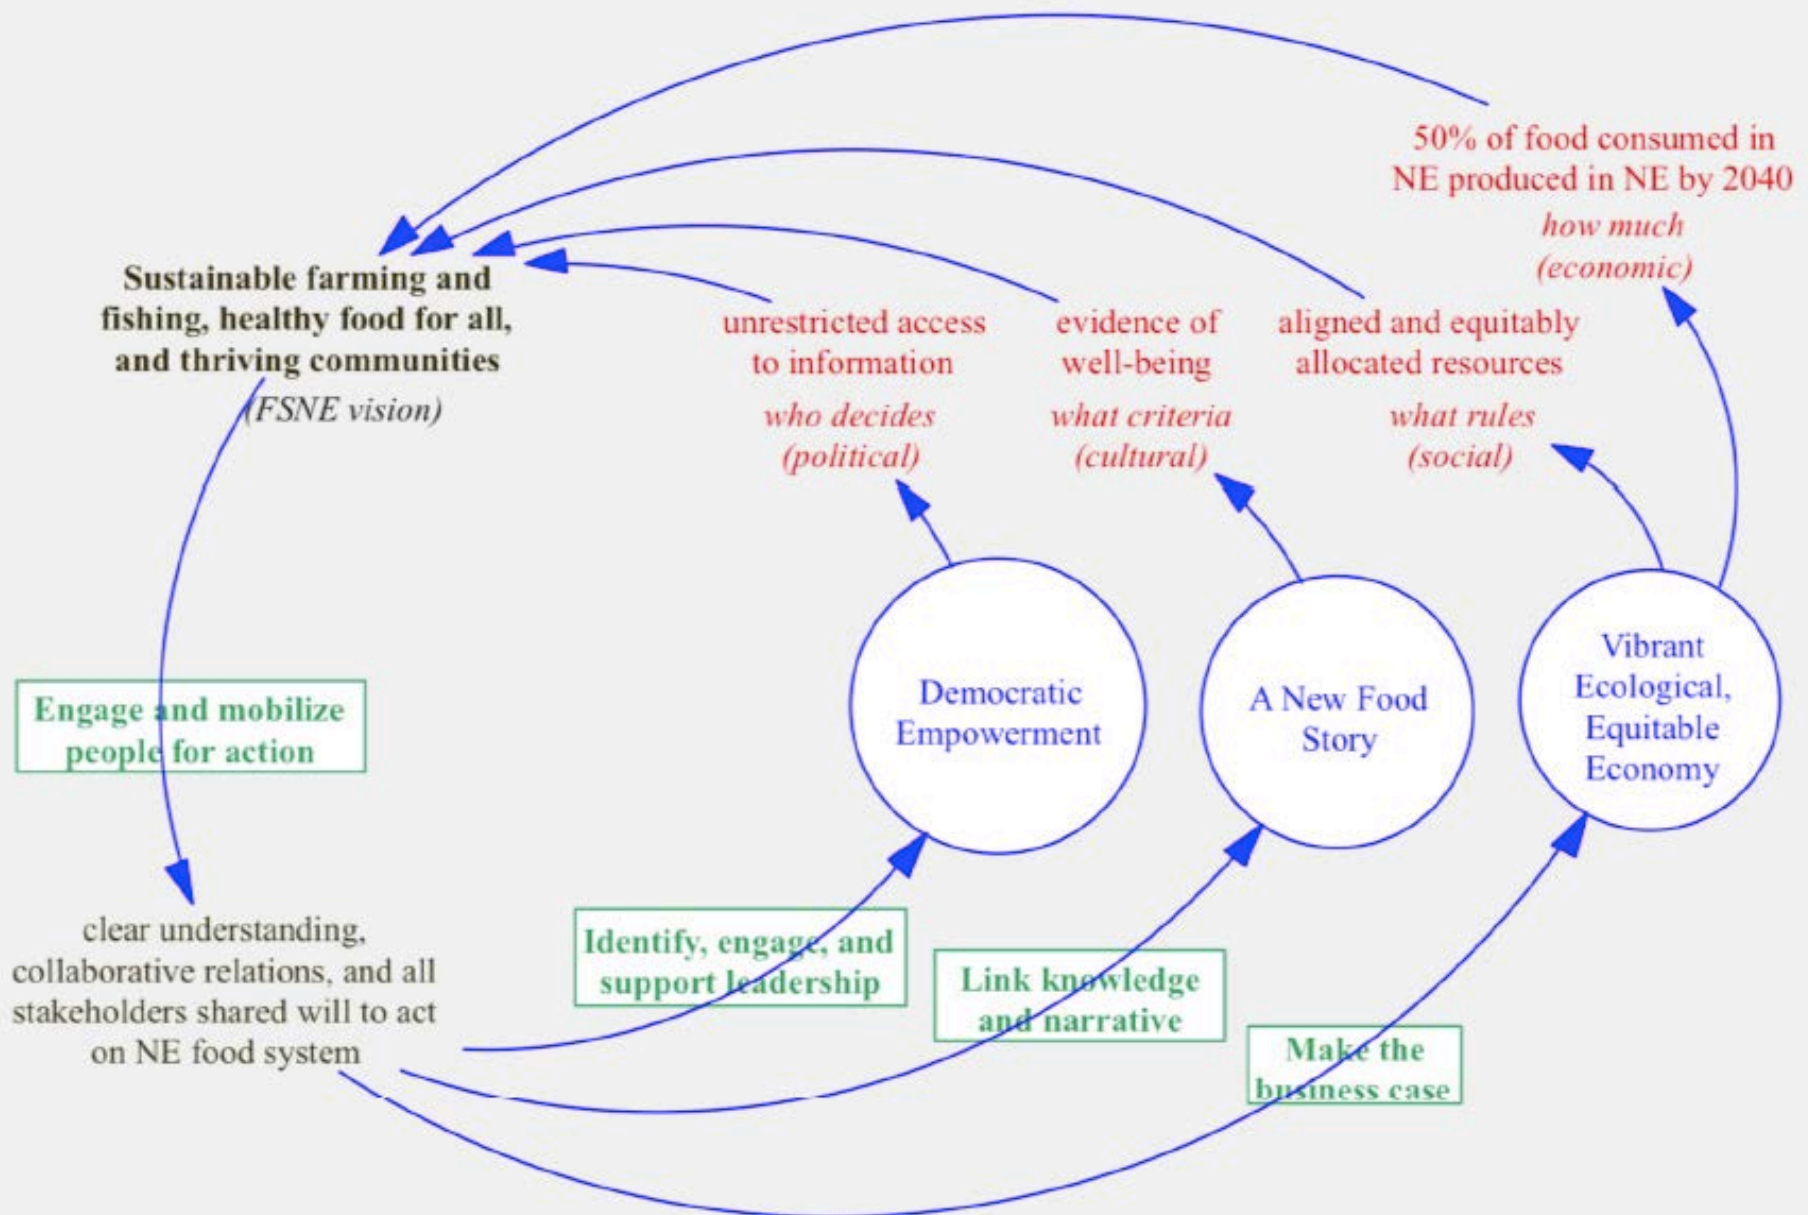 50% of food consumed in
NE produced in NE by 2040
how much
(economic)
Sustainable farming and
fishing, healthy food for all,
and thriving communities
(FSNE vision)
unrestricted access
to information
who decides
(political)
evidence of
well-being
what criteria
(cultural)
aligned and equitably
allocated resources
what rules
(social)
Democratic
Empowerment
A New Food
Story
Vibrant
Ecological,
Equitable
Economy
Engage and mobilize
people for action
clear understanding,
collaborative relations, and all
stakeholders shared will to act
on NE food system
Identify, engage, and
support leadership
Link knowledge
and narrative
Make the
business case